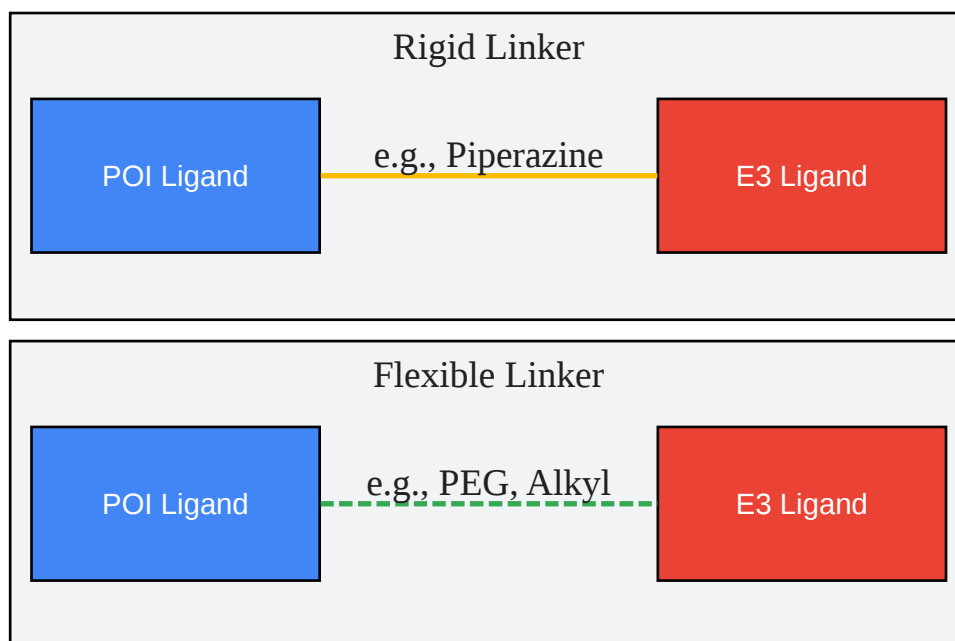 Rigid Linker
POI Ligand
e.g., Piperazine
E3 Ligand
Flexible Linker
POI Ligand
e.g., PEG, Alkyl
E3 Ligand